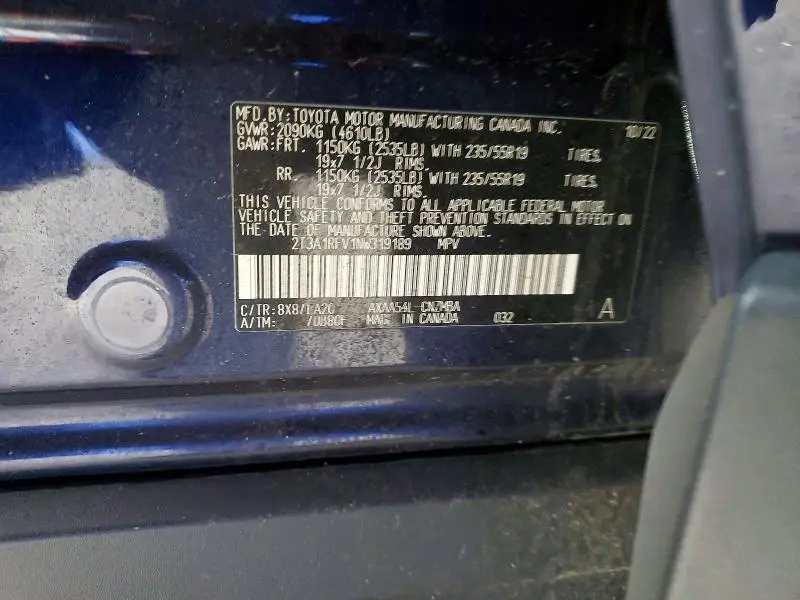 MFD.BY:TOYOTA MOTOR MANUFACTURING CANADA INC. 10/22
GVWR:2090KG (4610LB)
GAWR:FRT. 1150KG (2535LB) WITH 235/55R19 TIRES,
19x7 1/2J RIMS,
RR. 1150KG (2535LB) WITH 235/55R19 TIRES,
19x7 1/2J RIMS.
THIS VEHICLE CONFORMS TO ALL APPLICABLE FEDERAL MOTOR
VEHICLE SAFETY AND THEFT PREVENTION STANDARDS IN EFFECT ON
THE DATE OF MANUFACTURE SHOWN ABOVE.
2T3A1RFV1NW319189 MPV
C/TR:8X8/EA20 AXAA54L-CNZMBA
A/TM: /UB80F MADE IN CANADA 032 A